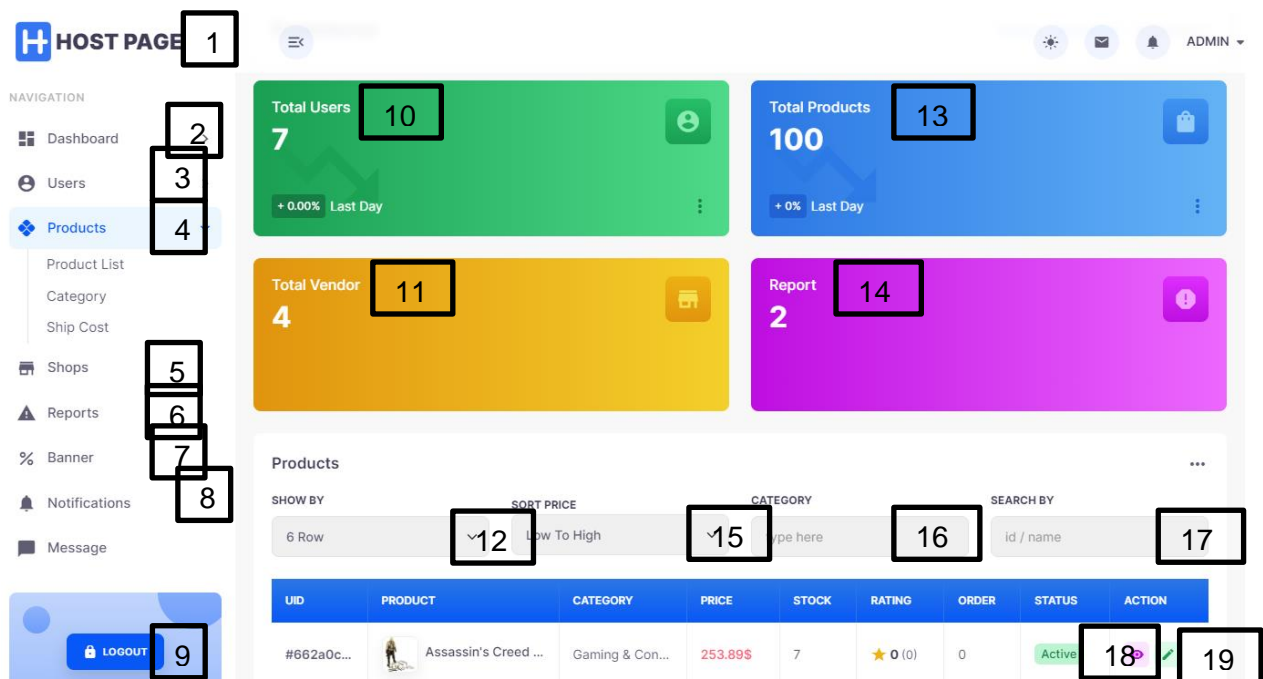 HOST PAGE
1
ADMIN
NAVIGATION
Dashboard
2
Users
3
Products
4
Product List
Category
Ship Cost
Shops
5
Reports
6
Banner
7
Notifications
8
Message
LOGOUT
9
Total Users
10
7
+ 0.00% Last Day
Total Products
13
100
+ 0% Last Day
Total Vendor
11
4
Report
14
2
Products
SHOW BY
SORT PRICE
CATEGORY
SEARCH BY
6 Row
12
Low To High
15
type here
16
id / name
17
UID PRODUCT CATEGORY PRICE STOCK RATING ORDER STATUS ACTION
#662a0c... Assassin's Creed ... Gaming & Con... 253.89$ 7 0 (0) 0 Active 18 19